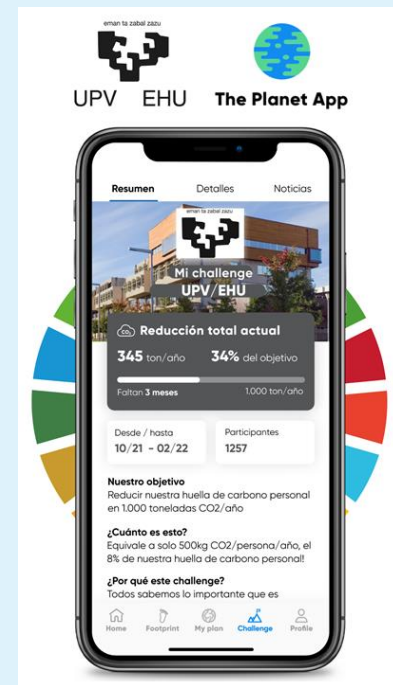 eman ta zabal zazu
UPV EHU
The Planet App
Resumen Detalles Noticias
eman ta zabal zazu
Mi challenge
UPV/EHU
CO₂ Reducción total actual
345 ton/año 34% del objetivo
Faltan 3 meses 1.000 ton/año
Desde / hasta Participantes
10/21 - 02/22 1257
Nuestro objetivo
Reducir nuestra huella de carbono personal
en 1.000 toneladas CO2/año
¿Cuánto es esto?
Equivale a solo 500kg CO2/persona/año, el
8% de nuestra huella de carbono personal!
¿Por qué este challenge?
Todos sabemos lo importante que es
Home Footprint My plan Challenge Profile